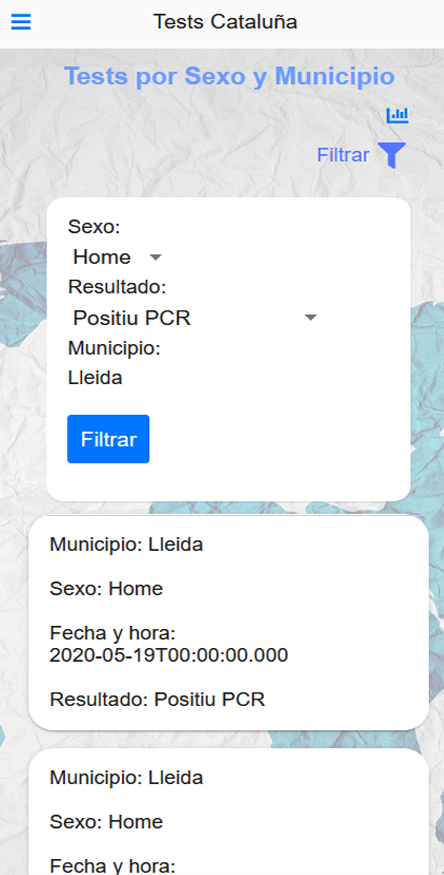 Tests Cataluña
Tests por Sexo y Municipio
Filtrar
Sexo:
Home
Resultado:
Positiu PCR
Municipio:
Lleida
Filtrar
Municipio: Lleida
Sexo: Home
Fecha y hora:
2020-05-19T00:00:00.000
Resultado: Positiu PCR
Municipio: Lleida
Sexo: Home
Fecha y hora: